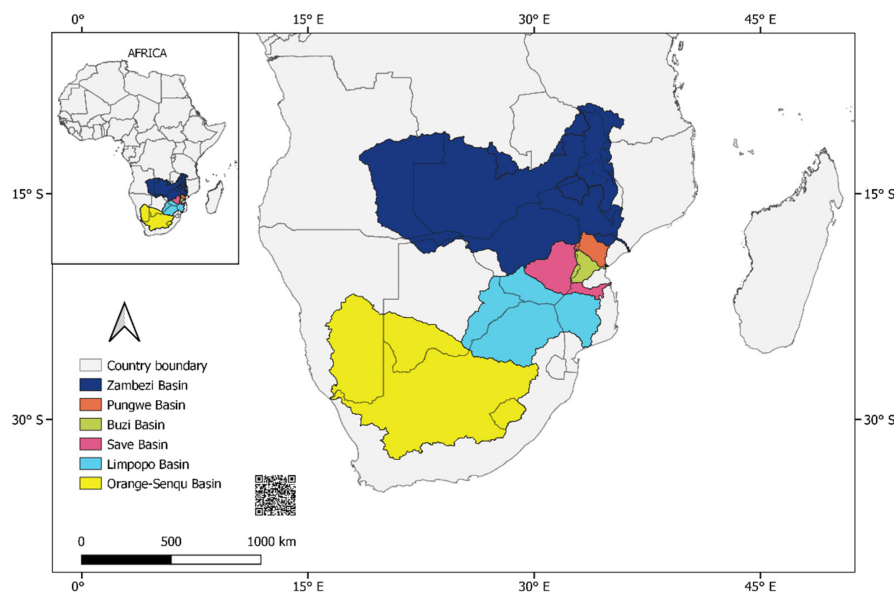 0° 15° E 30° E 45° E
AFRICA
15° S 15° S
Country boundary
Zambezi Basin
Pungwe Basin
Buzi Basin
Save Basin
Limpopo Basin
Orange-Senqu Basin
30° S 30° S
0 500 1000 km
0° 15° E 30° E 45° E